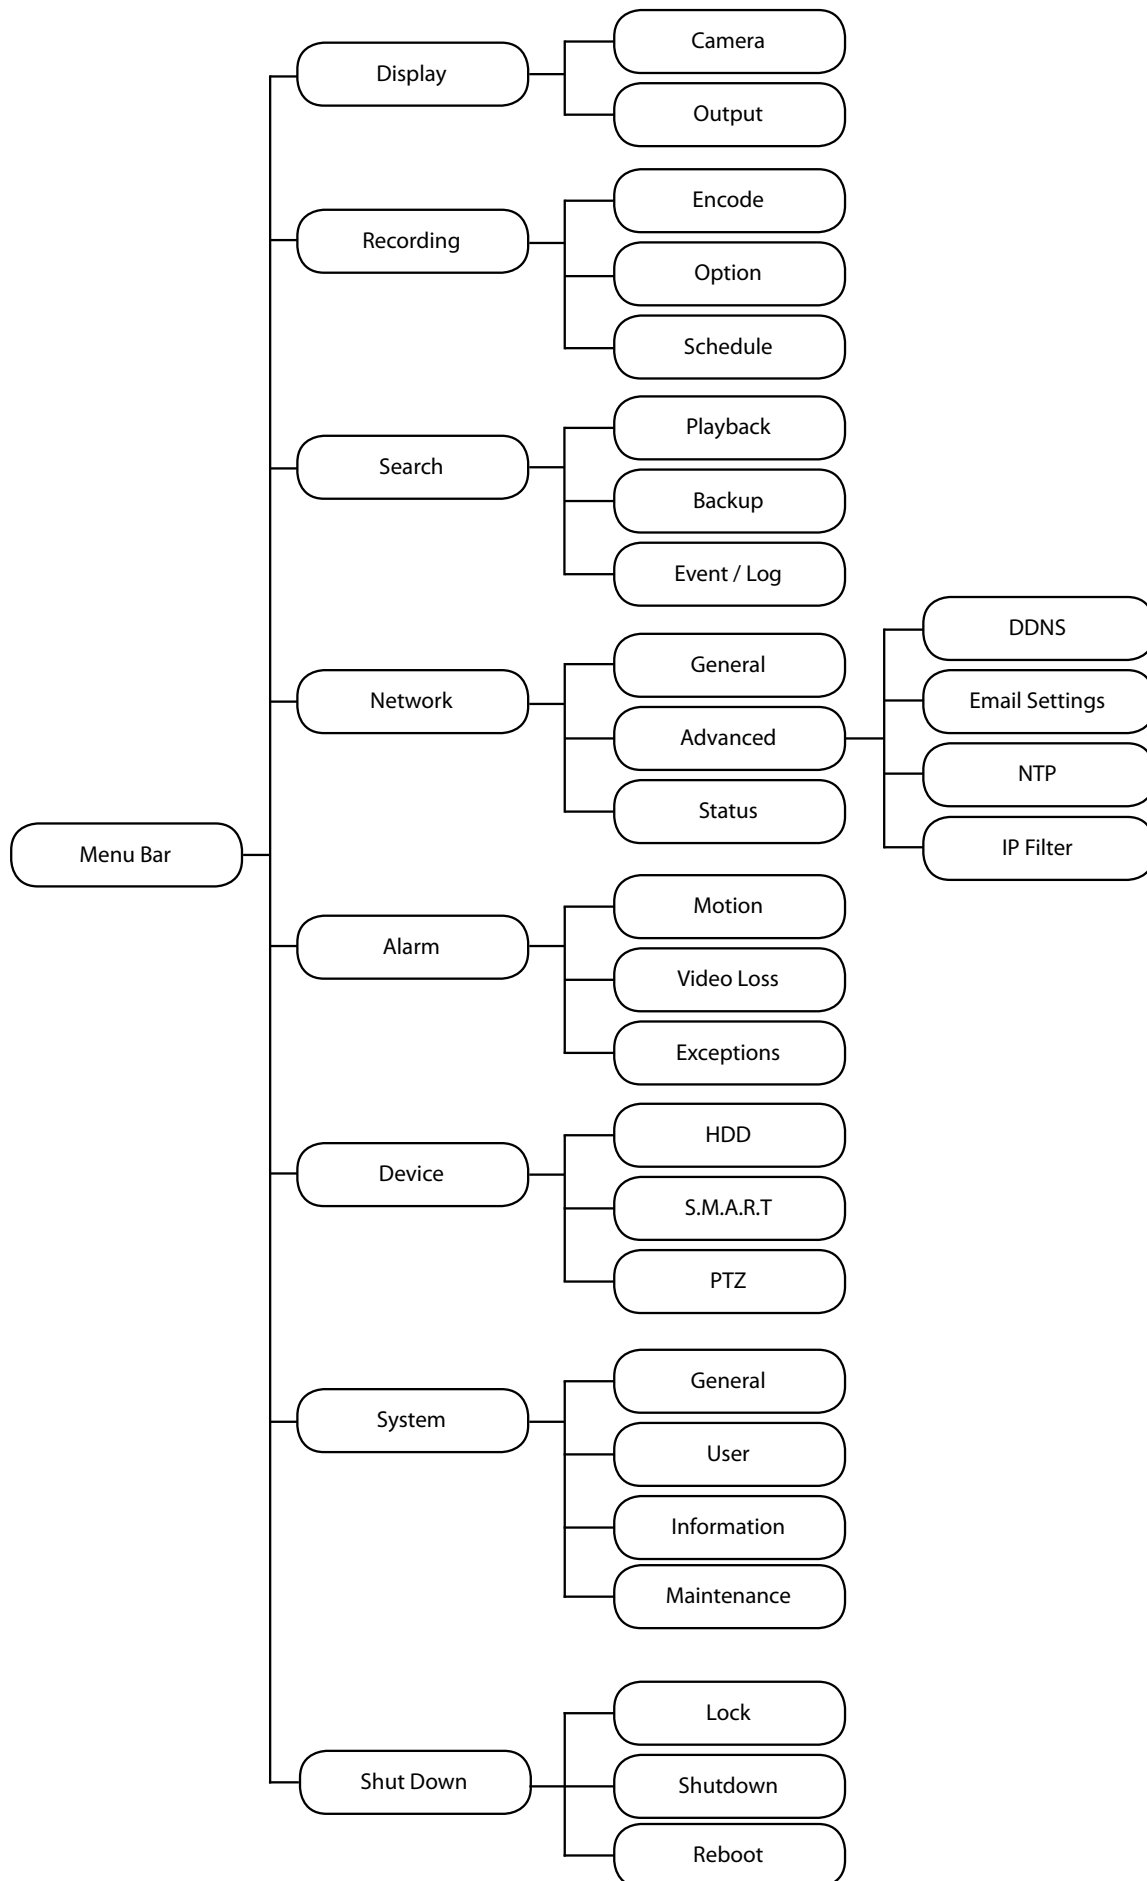 Menu Bar
Display
Camera
Output
Recording
Encode
Option
Schedule
Search
Playback
Backup
Event / Log
Network
General
Advanced
DDNS
Email Settings
NTP
IP Filter
Status
Alarm
Motion
Video Loss
Exceptions
Device
HDD
S.M.A.R.T
PTZ
System
General
User
Information
Maintenance
Shut Down
Lock
Shutdown
Reboot